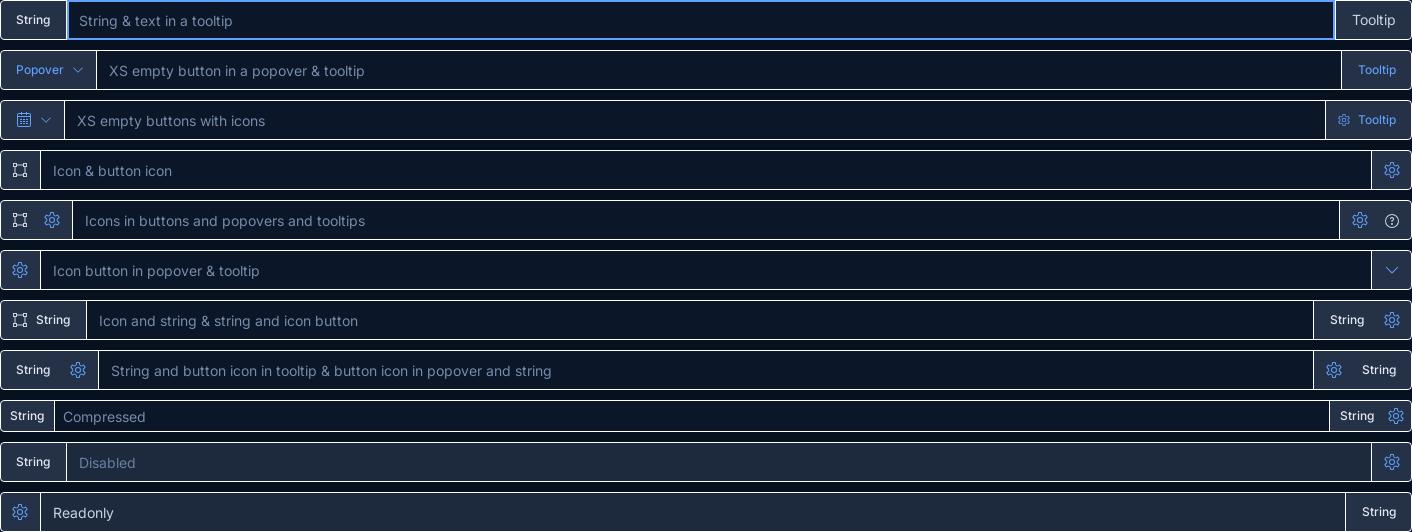 String String & text in a tooltip Tooltip
Popover XS empty button in a popover & tooltip Tooltip
XS empty buttons with icons Tooltip
Icon & button icon
Icons in buttons and popovers and tooltips
Icon button in popover & tooltip
String Icon and string & string and icon button String
String String and button icon in tooltip & button icon in popover and string String
String Compressed String
String Disabled
Readonly String